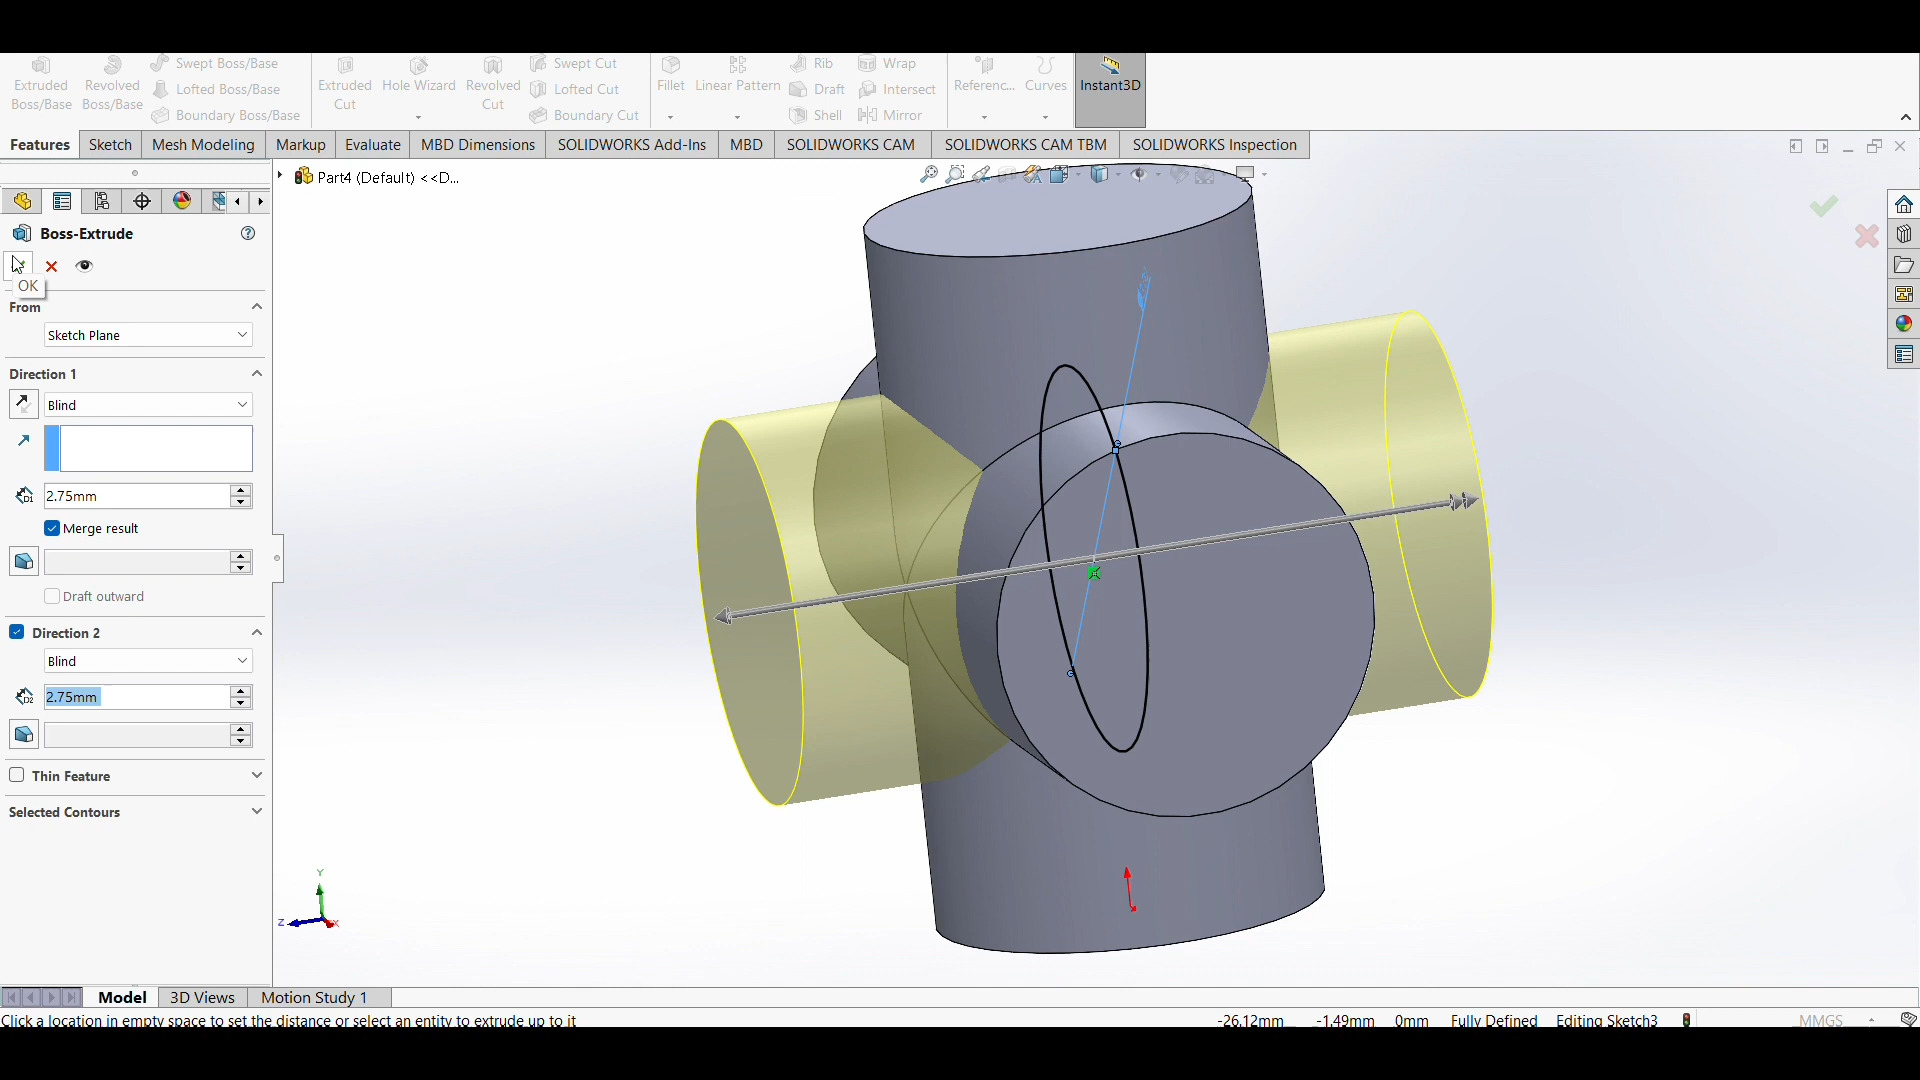 Extruded Boss/Base
Revolved Boss/Base
Swept Boss/Base
Lofted Boss/Base
Boundary Boss/Base
Extruded Cut
Hole Wizard
Revolved Cut
Swept Cut
Lofted Cut
Boundary Cut
Fillet
Linear Pattern
Rib
Draft
Shell
Wrap
Intersect
Mirror
Referenc...
Curves
Instant3D
Features
Sketch
Mesh Modeling
Markup
Evaluate
MBD Dimensions
SOLIDWORKS Add-Ins
MBD
SOLIDWORKS CAM
SOLIDWORKS CAM TBM
SOLIDWORKS Inspection
Part4 (Default) <<D...
Boss-Extrude
OK
From
Sketch Plane
Direction 1
Blind
D1
2.75mm
Merge result
Draft outward
Direction 2
Blind
D2
2.75mm
Thin Feature
Selected Contours
Y
Z
X
Model
3D Views
Motion Study 1
Click a location in empty space to set the distance or select an entity to extrude up to it
-26.12mm
-1.49mm
0mm
Fully Defined
Editing Sketch3
MMGS